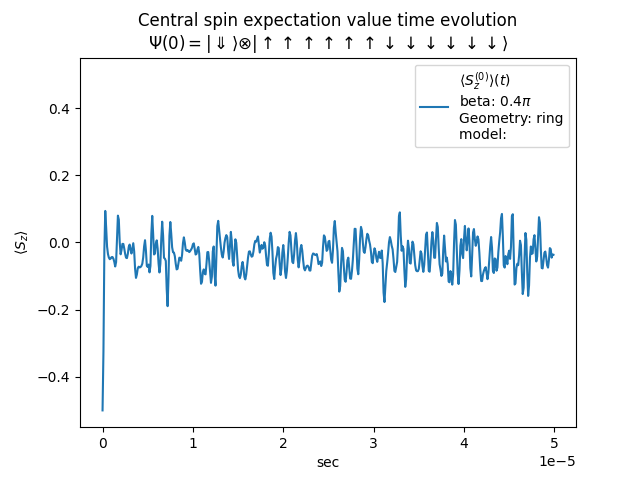 Central spin expectation value time evolution
Ψ(0) = | ⇓ ⟩⊗| ↑ ↑ ↑ ↑ ↑ ↑ ↓ ↓ ↓ ↓ ↓ ↓⟩
⟨S_z^(0)⟩(t)
beta: 0.4π
Geometry: ring
model:
0.4
0.2
0.0
−0.2
−0.4
⟨S_z⟩
0 1 2 3 4 5
1e−5
sec